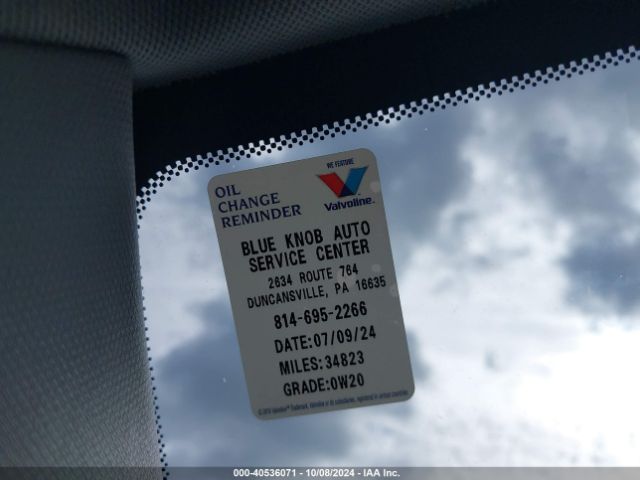 OIL
CHANGE
REMINDER
WE FEATURE
Valvoline™
BLUE KNOB AUTO
SERVICE CENTER
2634 ROUTE 764
DUNCANSVILLE, PA 16635
814-695-2266
DATE:07/09/24
MILES:34823
GRADE:0W20
000-40536071 - 10/08/2024 - IAA Inc.